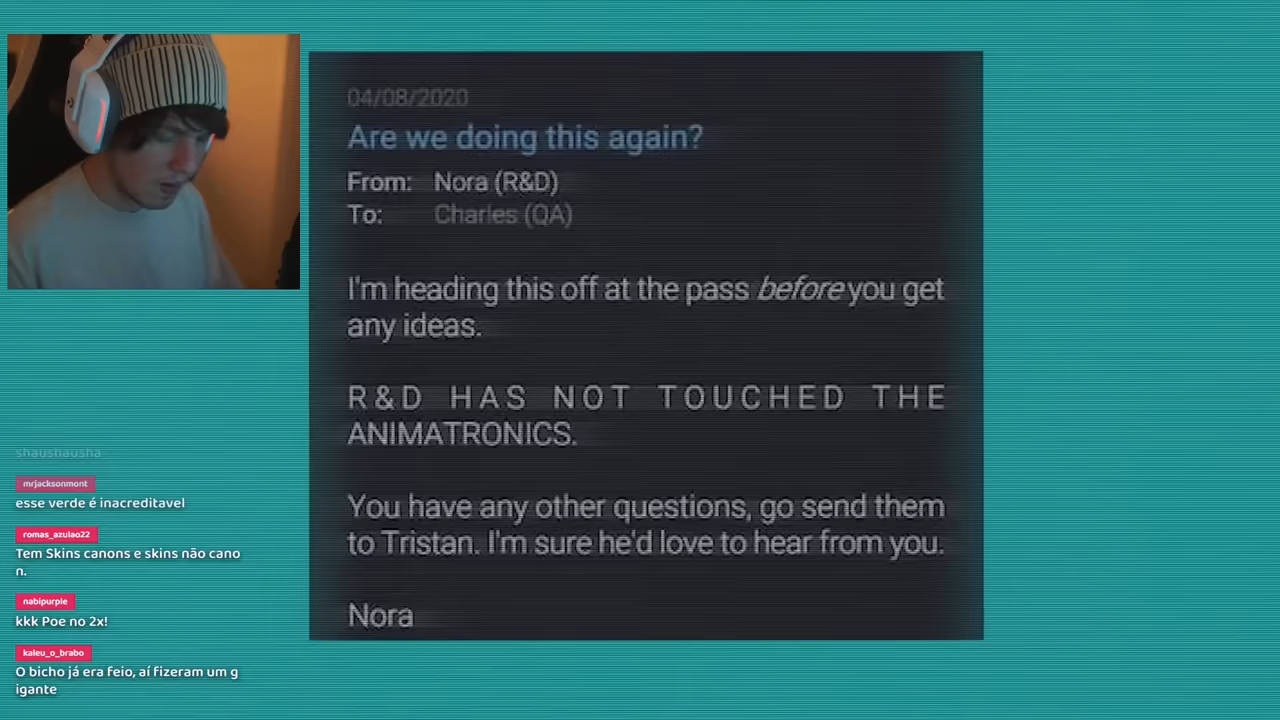 04/08/2020
Are we doing this again?
From: Nora (R&D)
To: Charles (QA)
I'm heading this off at the pass before you get
any ideas.
R&D HAS NOT TOUCHED THE
ANIMATRONICS.
You have any other questions, go send them
to Tristan. I'm sure he'd love to hear from you.
Nora
shaushausha
mrjacksonmont
esse verde é inacreditavel
romas_azulao22
Tem Skins canons e skins não cano
n.
nabipurple
kkk Poe no 2x!
kaleu_o_brabo
O bicho já era feio, aí fizeram um g
igante